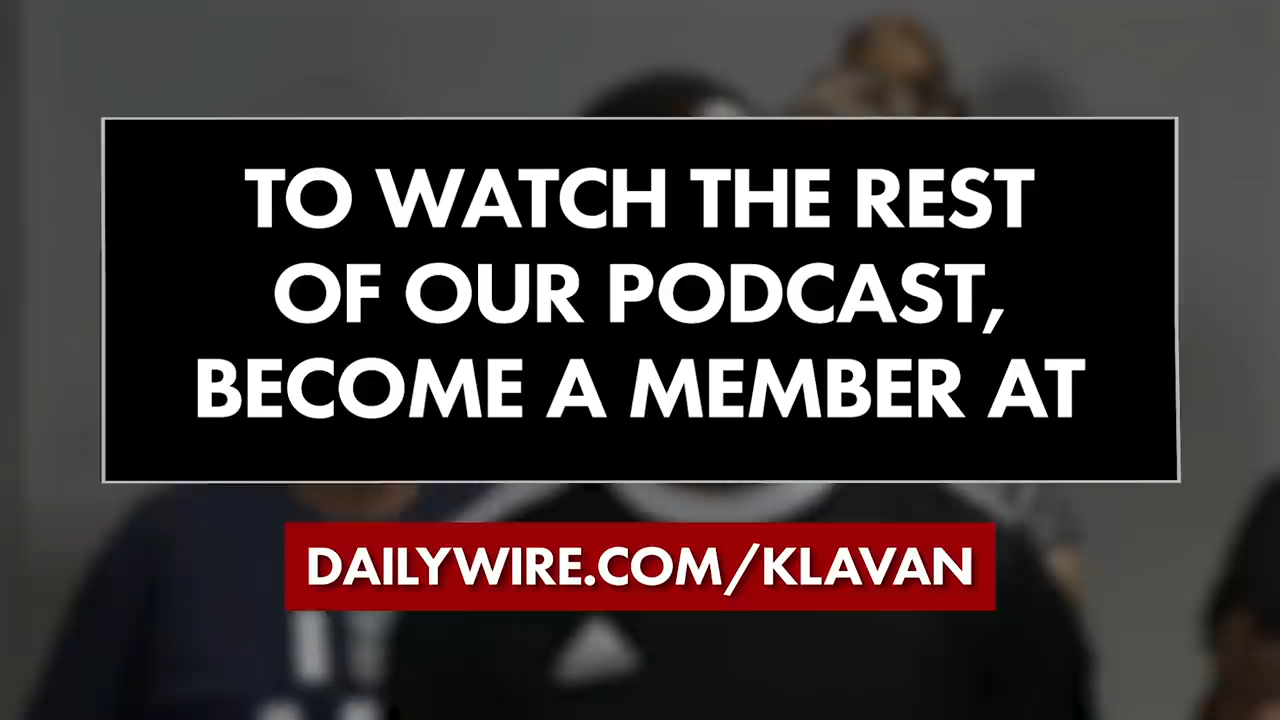 TO WATCH THE REST
OF OUR PODCAST,
BECOME A MEMBER AT
DAILYWIRE.COM/KLAVAN